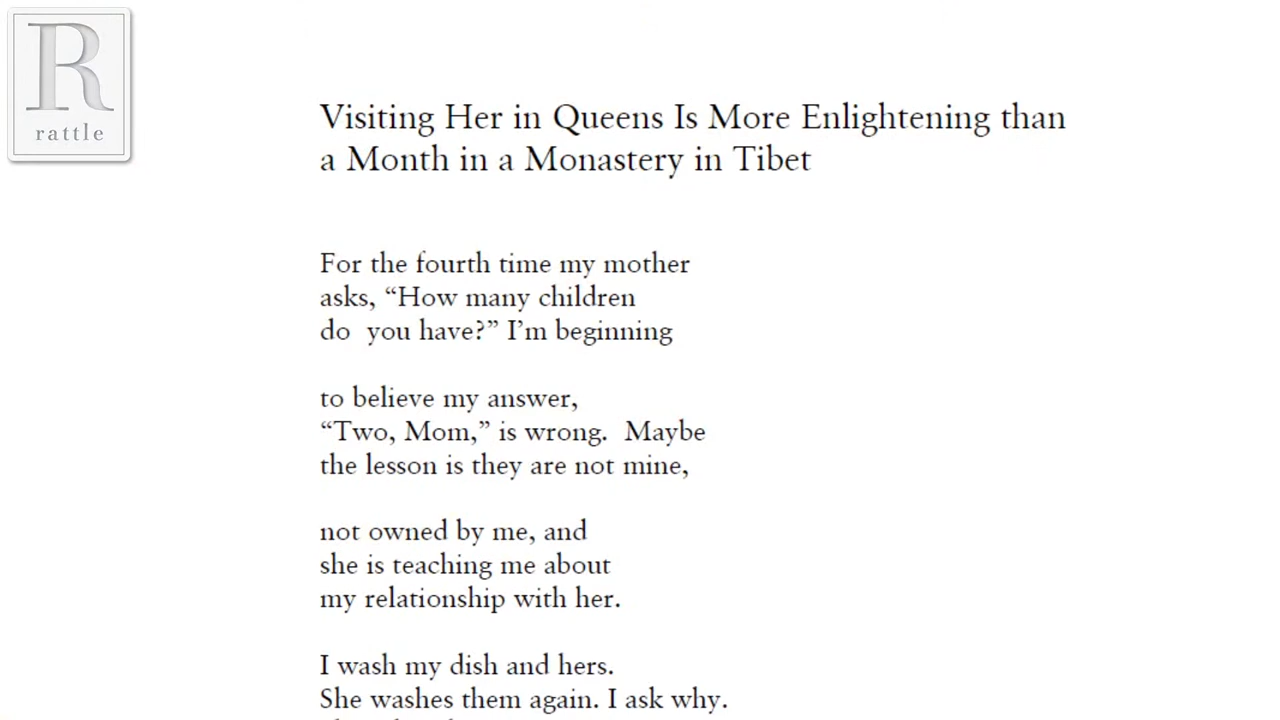 R
rattle
Visiting Her in Queens Is More Enlightening than
a Month in a Monastery in Tibet
For the fourth time my mother
asks, “How many children
do  you have?” I’m beginning
to believe my answer,
“Two, Mom,” is wrong.  Maybe
the lesson is they are not mine,
not owned by me, and
she is teaching me about
my relationship with her.
I wash my dish and hers.
She washes them again. I ask why.